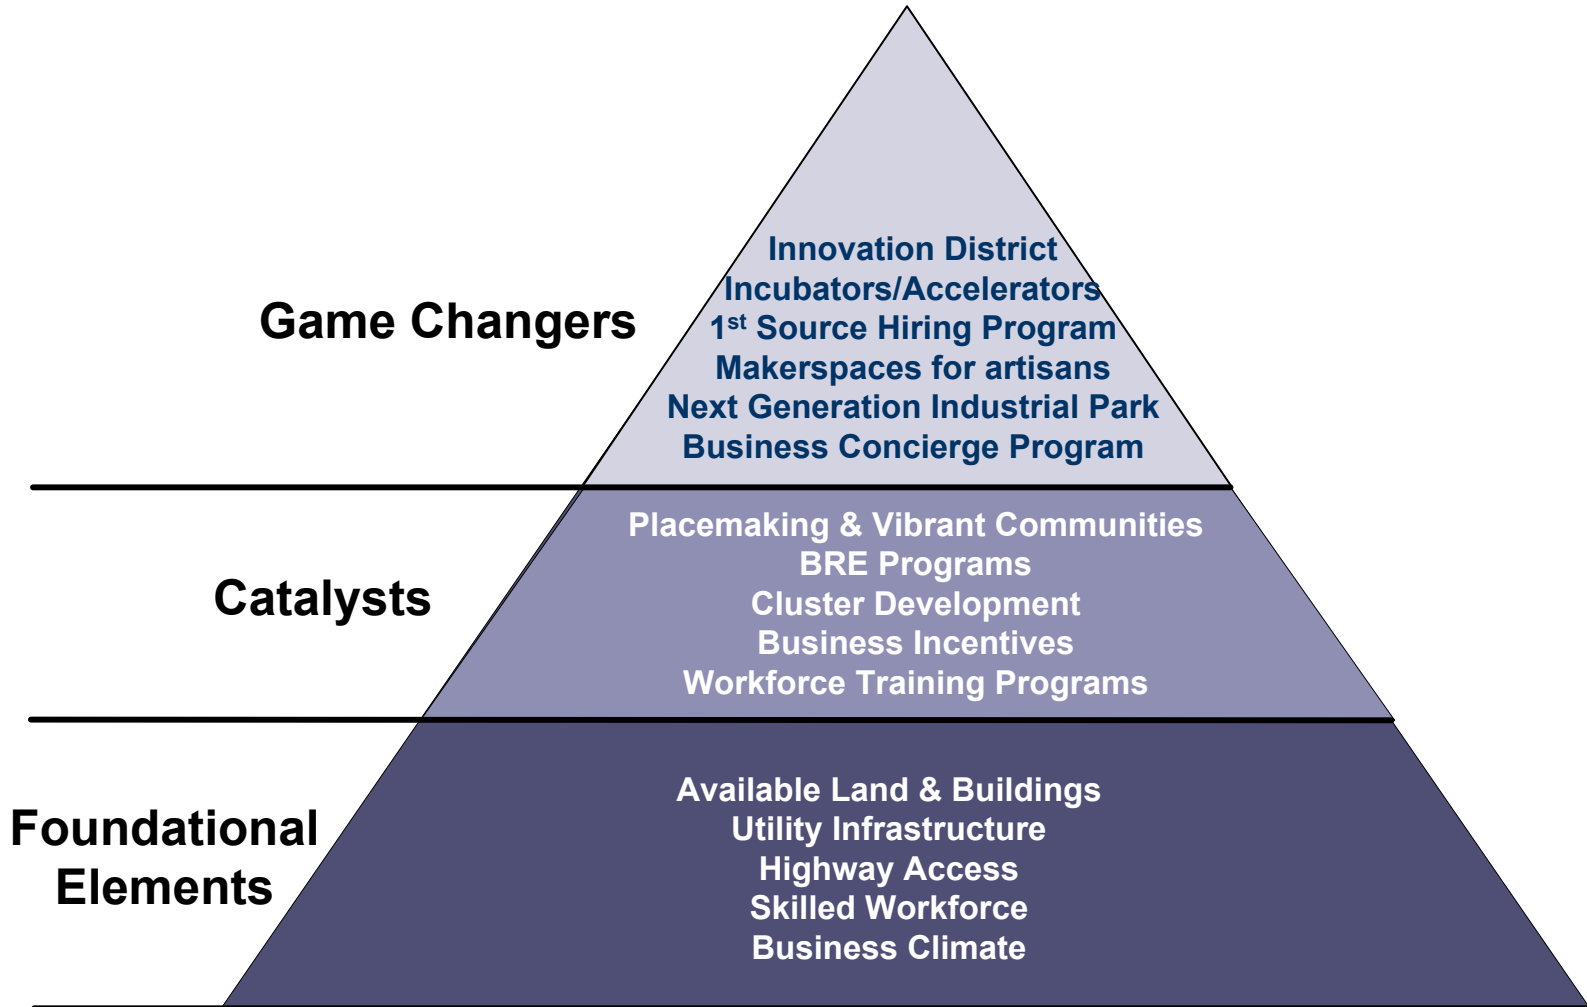 Game Changers
Innovation District
Incubators/Accelerators
1st Source Hiring Program
Makerspaces for artisans
Next Generation Industrial Park
Business Concierge Program
Catalysts
Placemaking & Vibrant Communities
BRE Programs
Cluster Development
Business Incentives
Workforce Training Programs
Foundational
Elements
Available Land & Buildings
Utility Infrastructure
Highway Access
Skilled Workforce
Business Climate